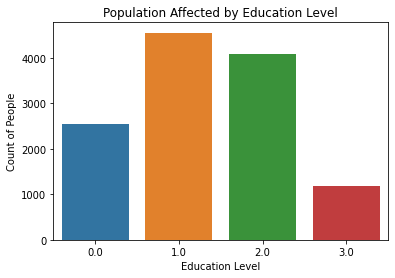 Population Affected by Education Level
Count of People
4000
3000
2000
1000
0
0.0 1.0 2.0 3.0
Education Level